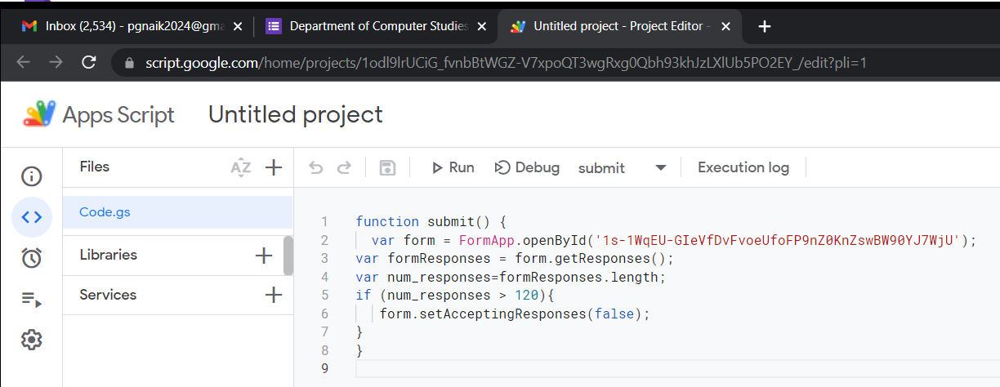 Inbox (2,534) - pgnaik2024@gma
Department of Computer Studies
Untitled project - Project Editor -
script.google.com/home/projects/1odl9lrUCiG_fvnbBtWGZ-V7xpoQT3wgRxg0Qbh93khJzLXlUb5PO2EY_/edit?pli=1
Apps Script Untitled project
Files AZ
Run Debug submit Execution log
Code.gs
Libraries
Services
1 function submit() {
2 var form = FormApp.openById('1s-1WqEU-GIeVfDvFvoeUfoFP9nZ0KnZswBW90YJ7WjU');
3 var formResponses = form.getResponses();
4 var num_responses=formResponses.length;
5 if (num_responses > 120){
6 form.setAcceptingResponses(false);
7 }
8 }
9